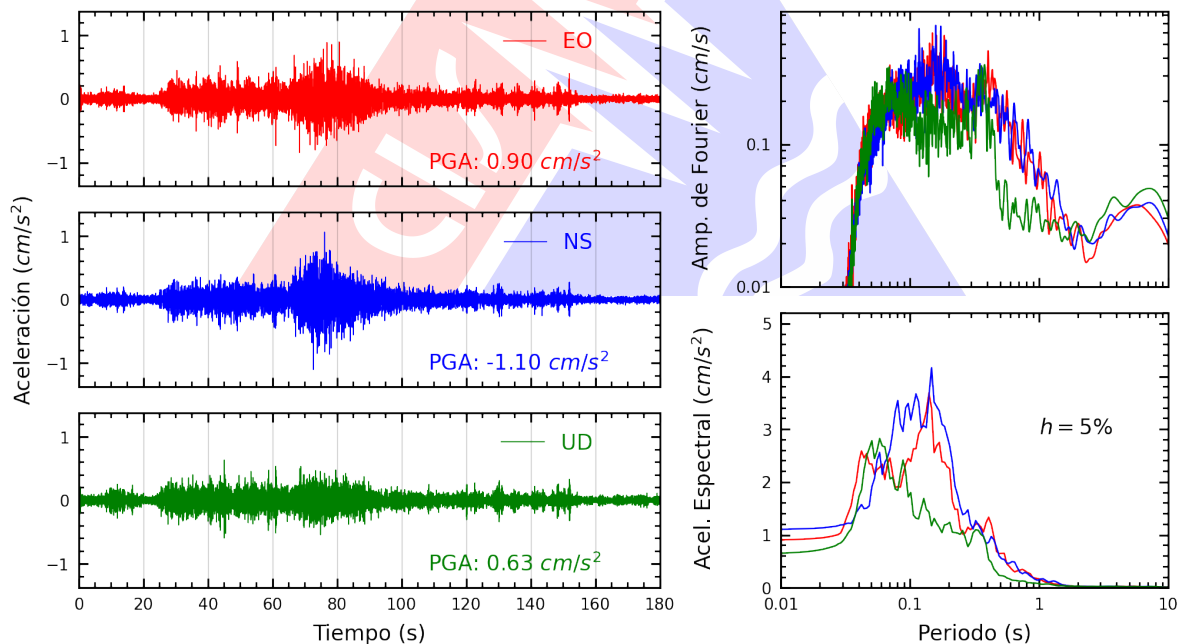 Aceleración (cm/s²)
1
0
−1
EO
PGA: 0.90 cm/s²
1
0
−1
NS
PGA: -1.10 cm/s²
1
0
−1
UD
PGA: 0.63 cm/s²
0 20 40 60 80 100 120 140 160 180
Tiempo (s)
Amp. de Fourier (cm/s)
0.1
0.01
Acel. Espectral (cm/s²)
5
4
3
2
1
0
h = 5%
0.01 0.1 1 10
Periodo (s)